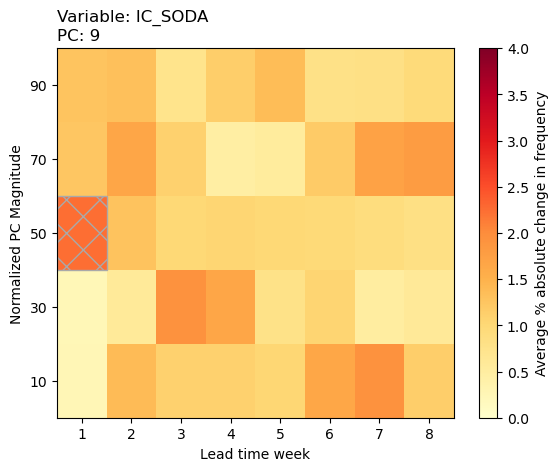 Variable: IC_SODA
PC: 9
90
70
50
30
10
Normalized PC Magnitude
1 2 3 4 5 6 7 8
Lead time week
4.0
3.5
3.0
2.5
2.0
1.5
1.0
0.5
0.0
Average % absolute change in frequency